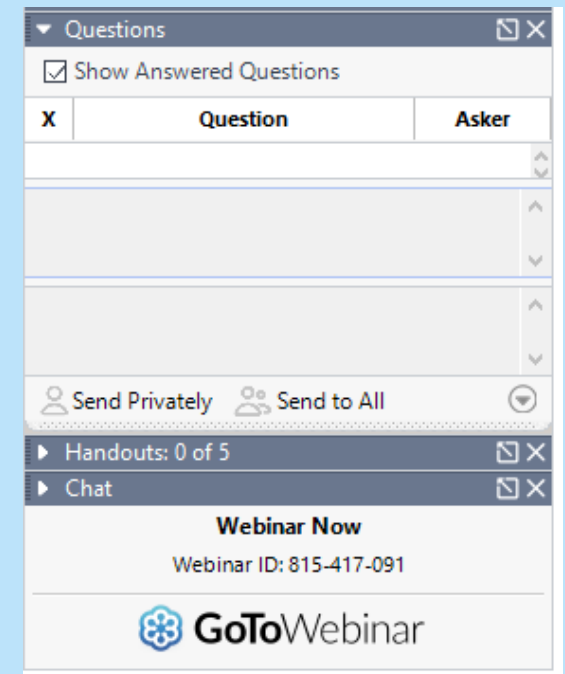 Questions
Show Answered Questions
X Question Asker
Send Privately Send to All
Handouts: 0 of 5
Chat
Webinar Now
Webinar ID: 815-417-091
GoToWebinar